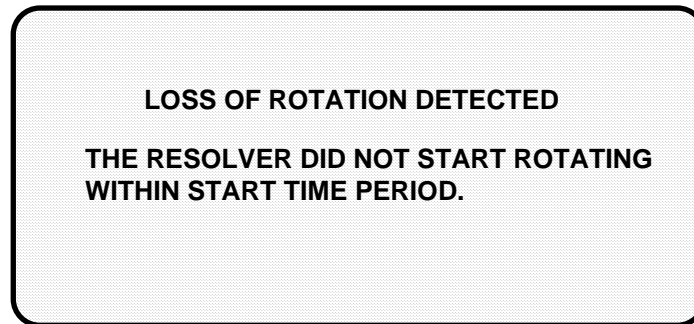 LOSS OF ROTATION DETECTED
THE RESOLVER DID NOT START ROTATING
WITHIN START TIME PERIOD.